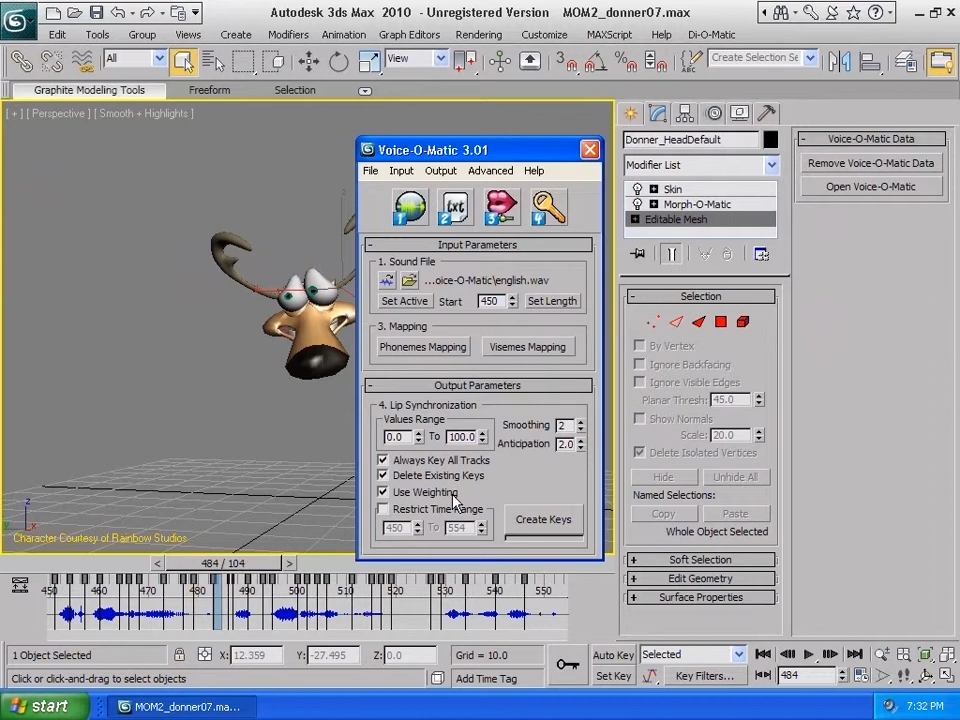 Autodesk 3ds Max 2010 - Unregistered Version MOM2_donner07.max
Edit Tools Group Views Create Modifiers Animation Graph Editors Rendering Customize MAXScript Help Di-O-Matic
All View Create Selection Se
Graphite Modeling Tools Freeform Selection
[ + ] [ Perspective ] [ Smooth + Highlights ]
Voice-O-Matic 3.01
File Input Output Advanced Help
1 txt 2 3 4
Input Parameters
1. Sound File
...oice-O-Matic\english.wav
Set Active Start 450 Set Length
3. Mapping
Phonemes Mapping Visemes Mapping
Output Parameters
4. Lip Synchronization
Values Range
0.0 To 100.0
Smoothing 2
Anticipation 2.0
Always Key All Tracks
Delete Existing Keys
Use Weighting
Restrict Time Range
450 To 554
Create Keys
Donner_HeadDefault
Modifier List
Skin
Morph-O-Matic
Editable Mesh
Selection
By Vertex
Ignore Backfacing
Ignore Visible Edges
Planar Thresh: 45.0
Show Normals
Scale: 20.0
Delete Isolated Vertices
Hide Unhide All
Named Selections:
Copy Paste
Whole Object Selected
Soft Selection
Edit Geometry
Surface Properties
Voice-O-Matic Data
Remove Voice-O-Matic Data
Open Voice-O-Matic
z
y
Character Courtesy of Rainbow Studios
< 484 / 104 >
450 460 470 480 490 500 510 520 530 540 550
1 Object Selected X: 12.359 Y: -27.495 Z: 0.0 Grid = 10.0 Auto Key Selected
Click or click-and-drag to select objects Add Time Tag Set Key Key Filters... 484
start MOM2_donner07.ma... 7:32 PM